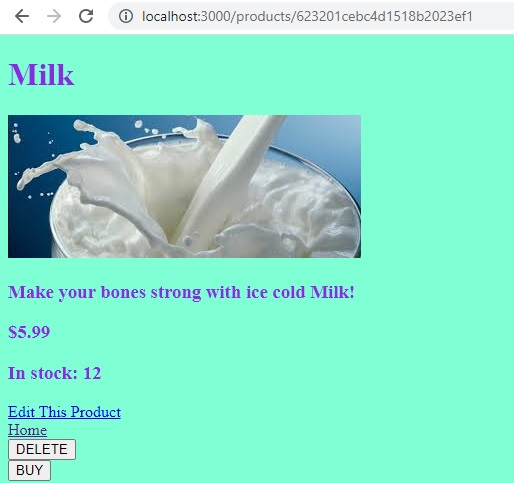 localhost:3000/products/623201cebc4d1518b2023ef1
Milk
Make your bones strong with ice cold Milk!
$5.99
In stock: 12
Edit This Product
Home
DELETE
BUY